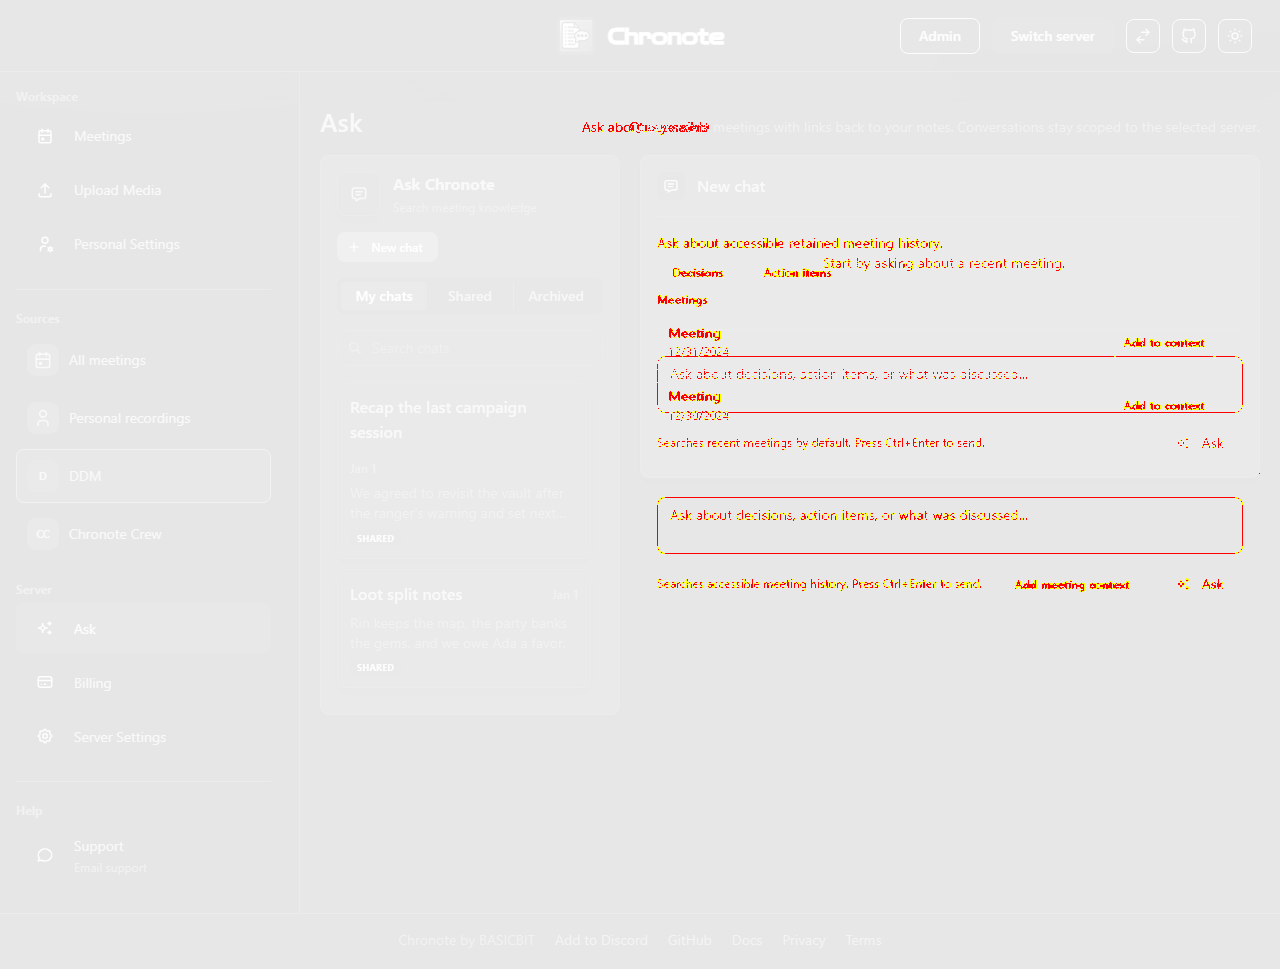 Chronote
Admin
Switch server
Workspace
Meetings
Upload Media
Personal Settings
Sources
All meetings
Personal recordings
D
DDM
CC
Chronote Crew
Server
Ask
Billing
Server Settings
Help
Support
Email support
Ask
Ask about
meetings with links back to your notes. Conversations stay scoped to the selected server.
Ask Chronote
Search meeting knowledge
New chat
My chats
Shared
Archived
Search chats
Recap the last campaign
session
Jan 1
We agreed to revisit the vault after
the ranger's warning and set next...
SHARED
Loot split notes
Jan 1
Rin keeps the map, the party banks
the gems, and we owe Ada a favor.
SHARED
New chat
Ask about accessible retained meeting history.
Start by asking about a recent meeting.
Decisions
Action items
Meetings
Meeting
12/31/2024
Add to context
Ask about decisions, action items, or what was discussed...
Meeting
12/30/2024
Add to context
Searches recent meetings by default. Press Ctrl+Enter to send.
Ask
Ask about decisions, action items, or what was discussed...
Searches accessible meeting history. Press Ctrl+Enter to send.
Add meeting context
Ask
Chronote by BASICBIT
Add to Discord
GitHub
Docs
Privacy
Terms